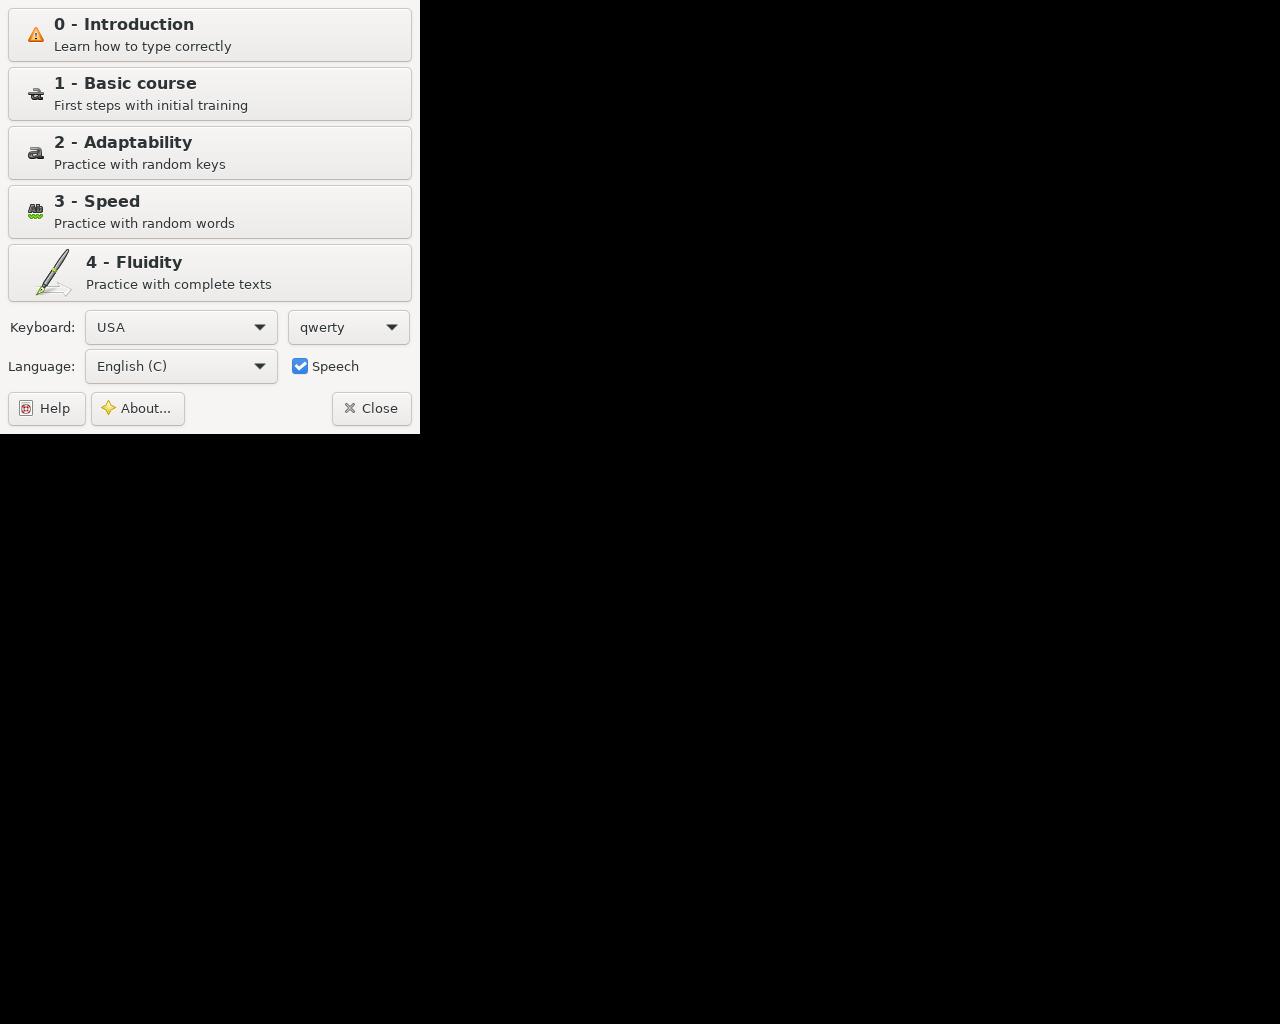 0 - Introduction
Learn how to type correctly
1 - Basic course
First steps with initial training
2 - Adaptability
Practice with random keys
3 - Speed
Practice with random words
4 - Fluidity
Practice with complete texts
Keyboard: USA qwerty
Language: English (C) Speech
Help About... Close